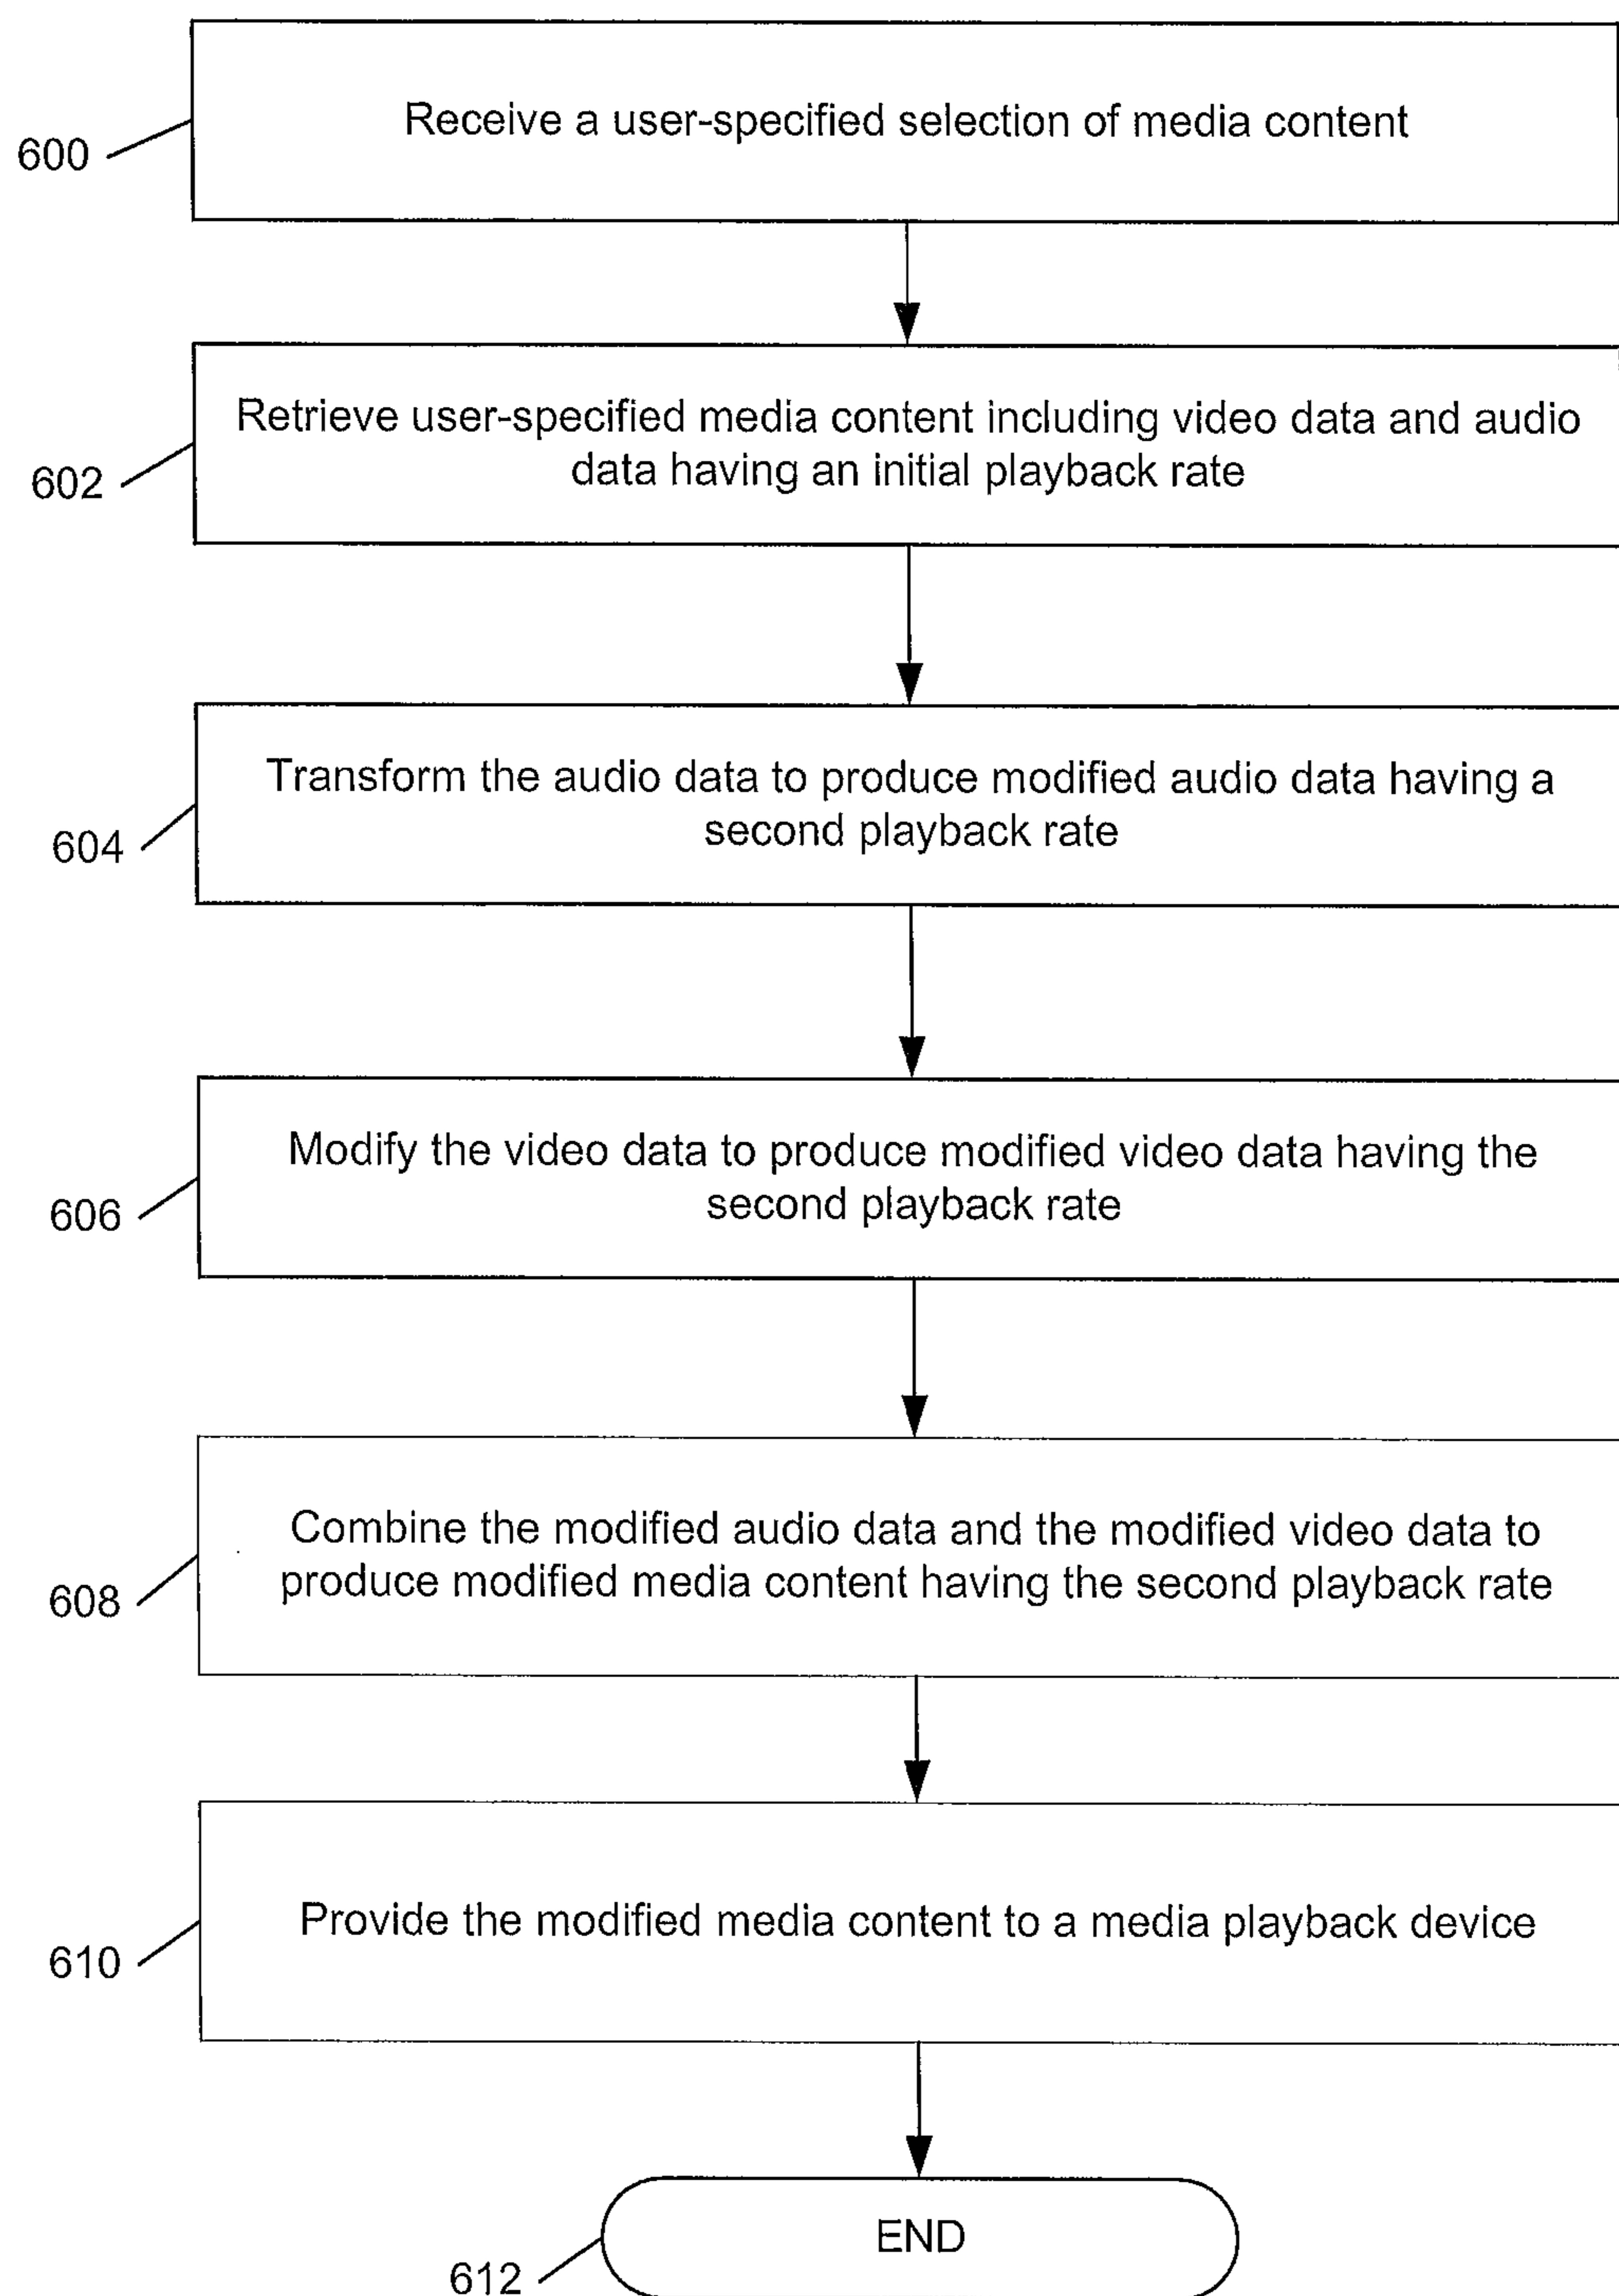 Receive a user-specified selection of media content
600
Retrieve user-specified media content including video data and audio
data having an initial playback rate
602
Transform the audio data to produce modified audio data having a
second playback rate
604
Modify the video data to produce modified video data having the
second playback rate
606
Combine the modified audio data and the modified video data to
produce modified media content having the second playback rate
608
Provide the modified media content to a media playback device
610
END
612